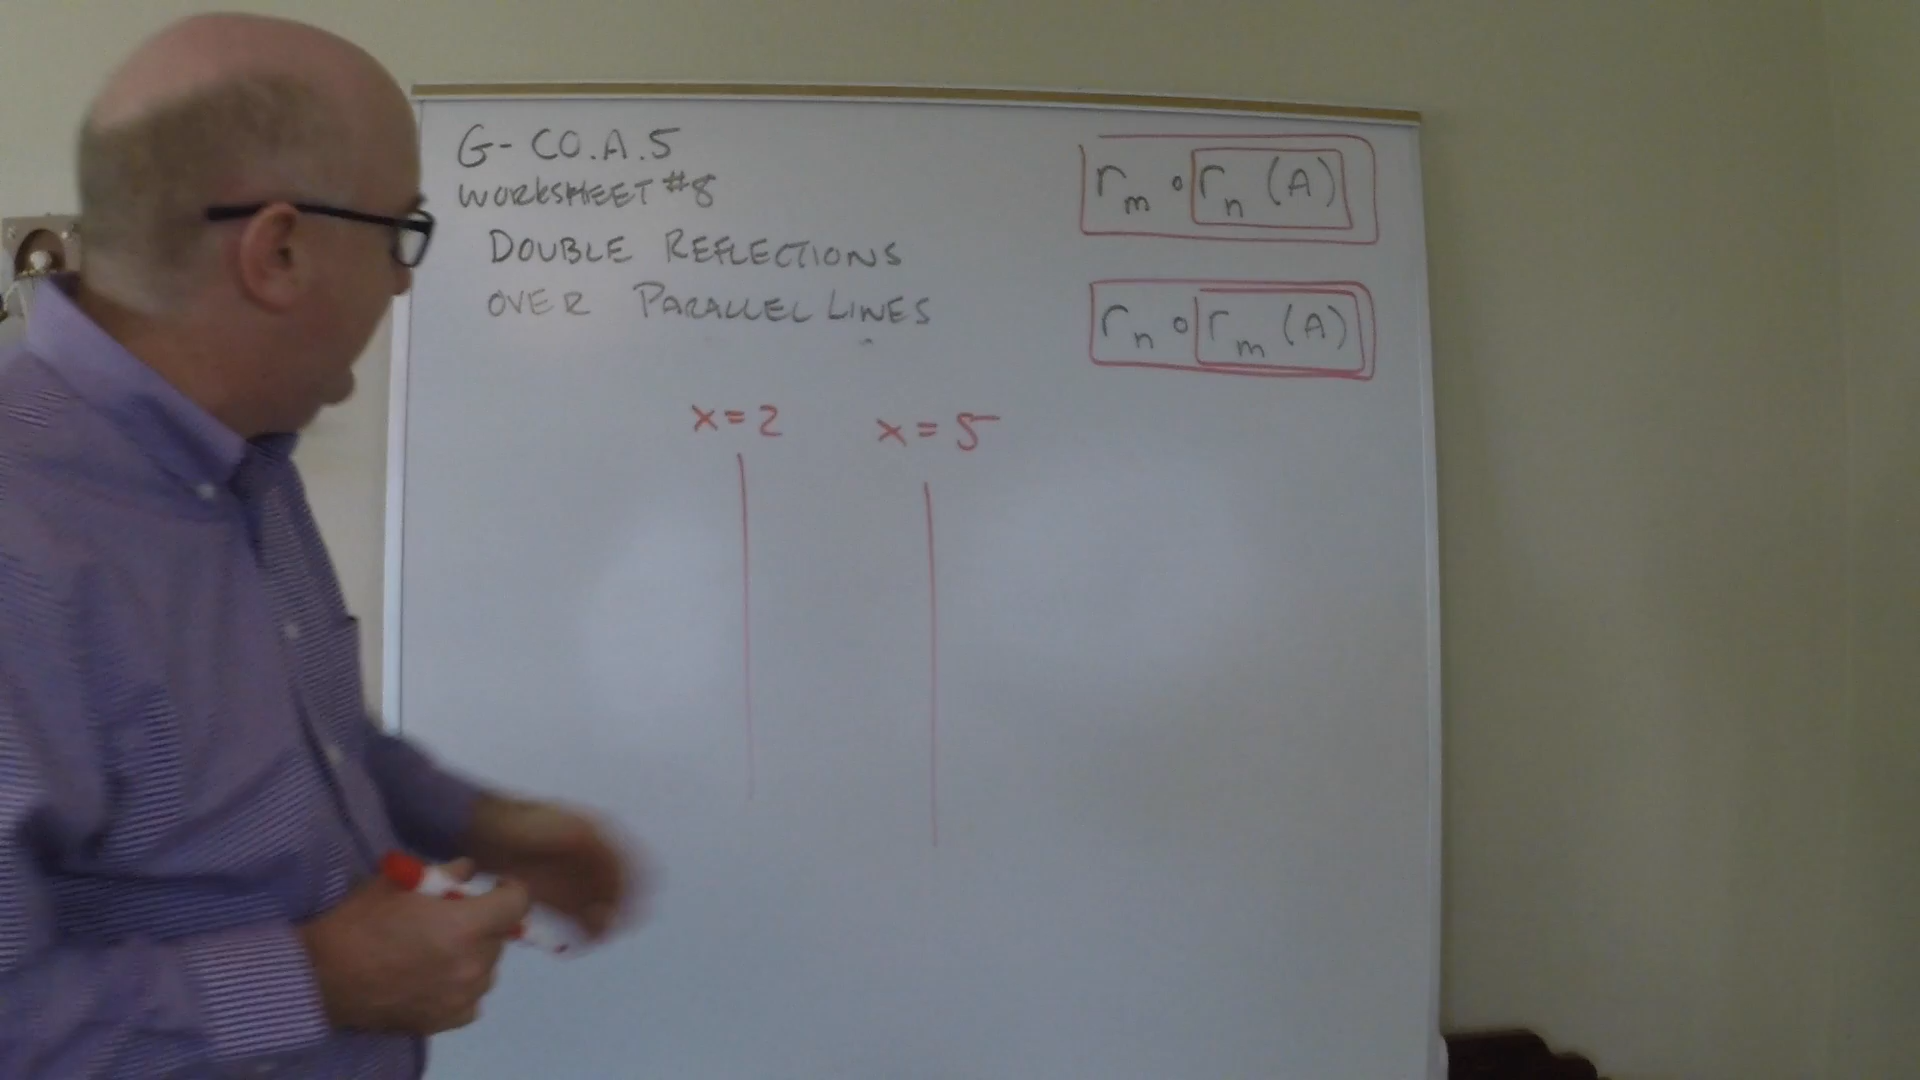 G-CO.A.5
WORKSHEET #8
DOUBLE REFLECTIONS
OVER PARALLEL LINES
r_m ∘ r_n (A)
r_n ∘ r_m (A)
x = 2
x = 5